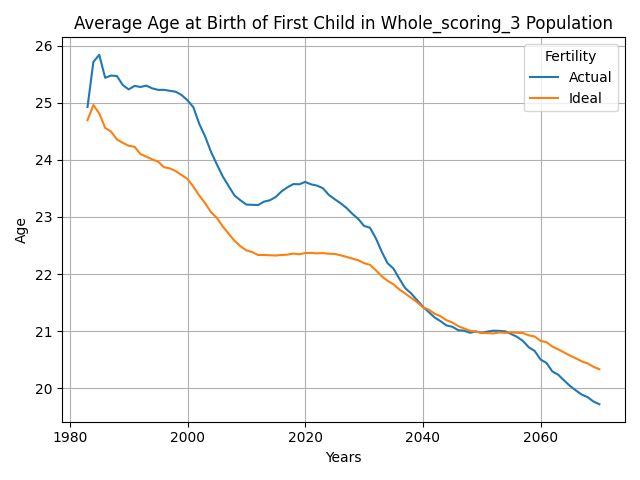 Average Age at Birth of First Child in Whole_scoring_3 Population
Fertility
Actual
Ideal
26
25
24
23
22
21
20
Age
1980
2000
2020
2040
2060
Years